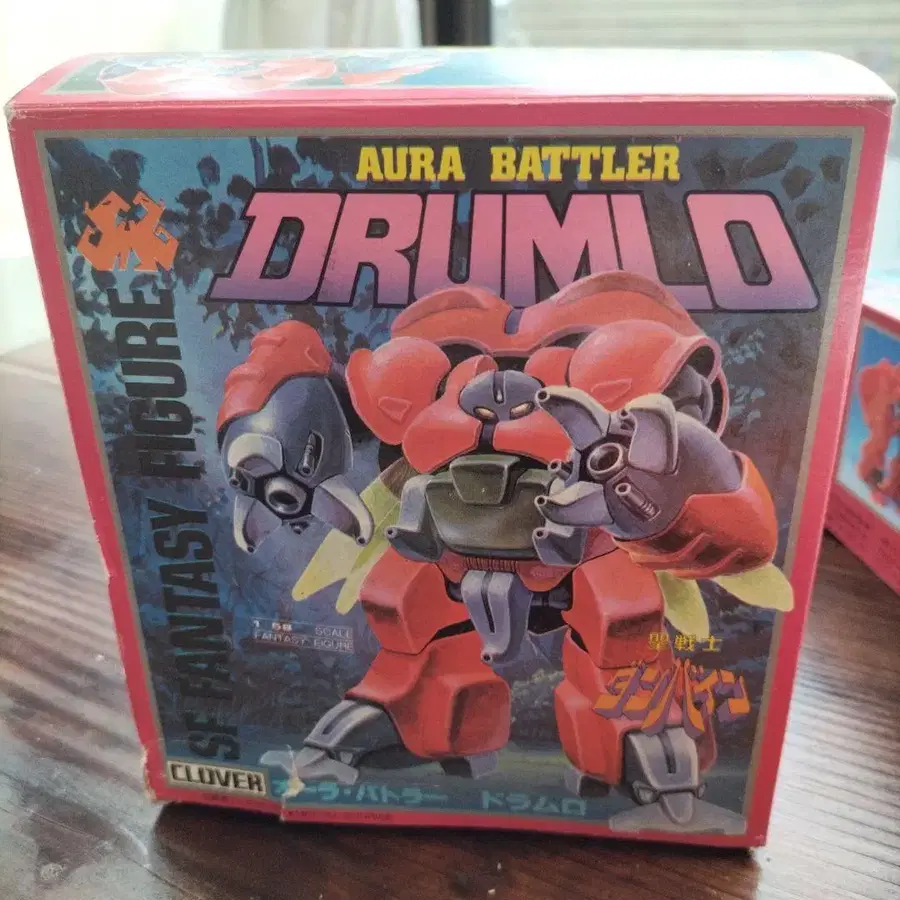 AURA BATTLER
DRUMLO
SF FANTASY FIGURE
1 58 SCALE
FANTASY FIGURE
聖戦士
ダンバイン
CLOVER
オーラ・バトラー ドラムロ